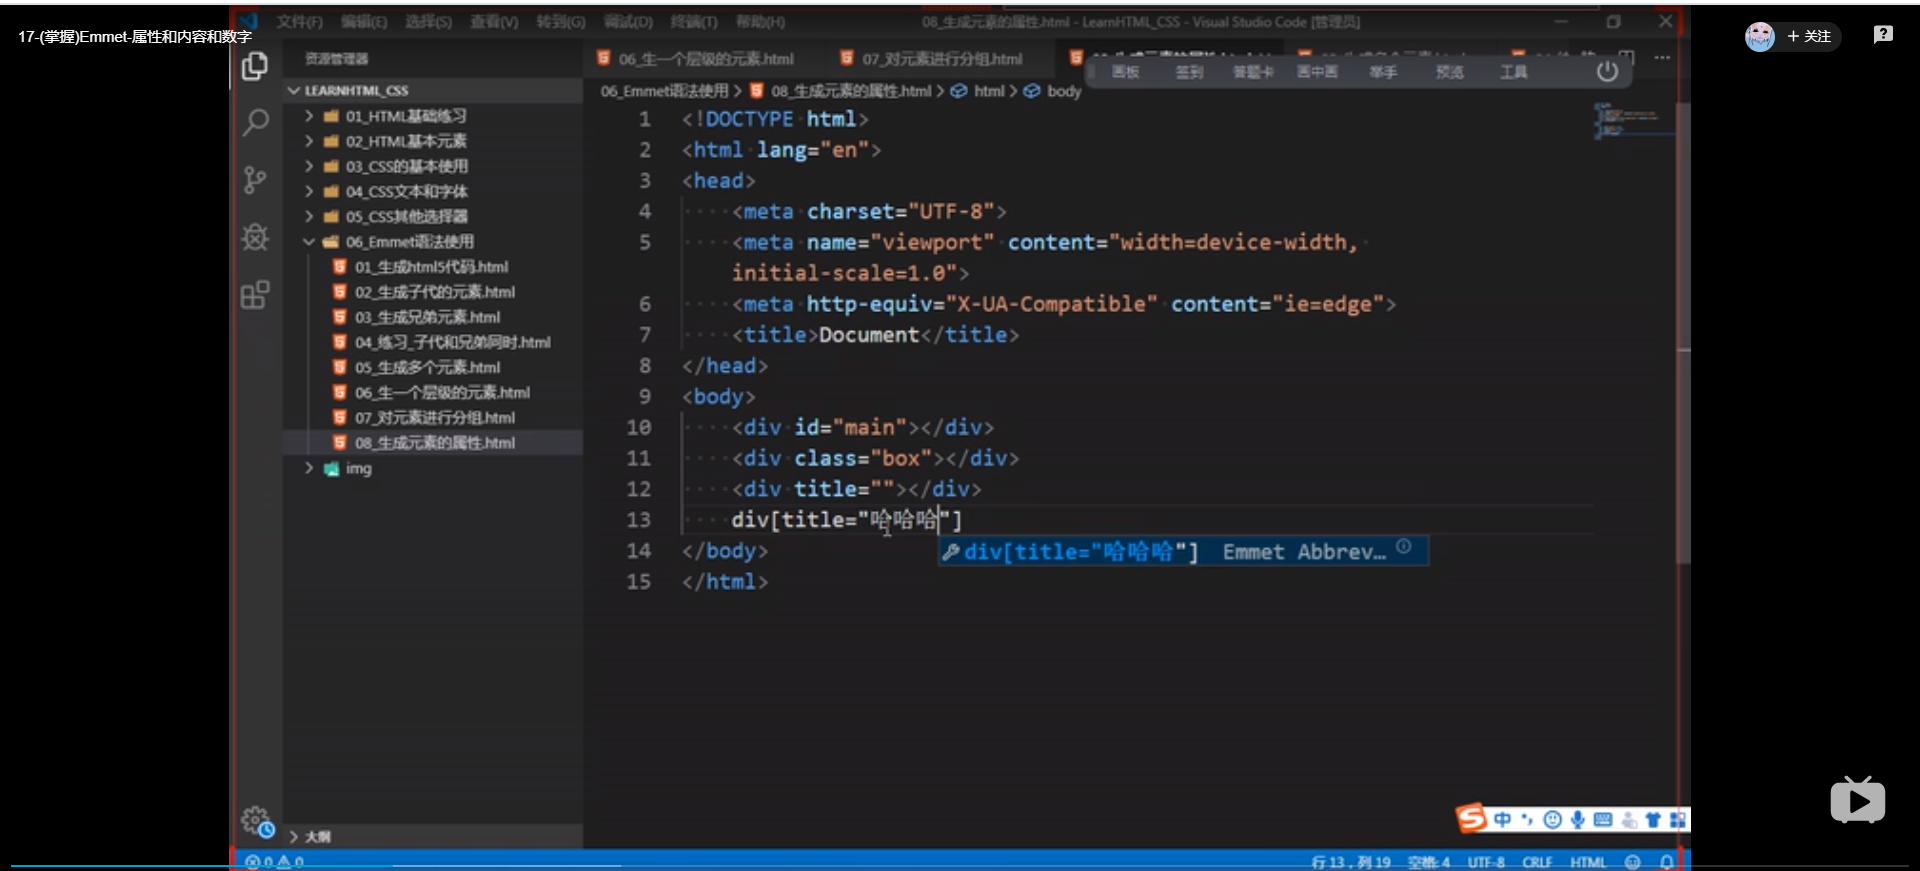 17-(掌握)Emmet-属性和内容和数字
+ 关注
文件(F) 编辑(E) 选择(S) 查看(V) 转到(G) 调试(D) 终端(T) 帮助(H)
08_生成元素的属性.html - LearnHTML_CSS - Visual Studio Code [管理员]
资源管理器
06_生一个层级的元素.html
07_对元素进行分组.html
画板 签到 答题卡 画中画 举手 预览 工具
LEARNHTML_CSS
01_HTML基础练习
02_HTML基本元素
03_CSS的基本使用
04_CSS文本和字体
05_CSS其他选择器
06_Emmet语法使用
01_生成html5代码.html
02_生成子代的元素.html
03_生成兄弟元素.html
04_练习_子代和兄弟同时.html
05_生成多个元素.html
06_生一个层级的元素.html
07_对元素进行分组.html
08_生成元素的属性.html
img
大纲
06_Emmet语法使用 > 08_生成元素的属性.html > html > body
1 <!DOCTYPE html>
2 <html lang="en">
3 <head>
4 <meta charset="UTF-8">
5 <meta name="viewport" content="width=device-width,
initial-scale=1.0">
6 <meta http-equiv="X-UA-Compatible" content="ie=edge">
7 <title>Document</title>
8 </head>
9 <body>
10 <div id="main"></div>
11 <div class="box"></div>
12 <div title=""></div>
13 div[title="哈哈哈"]
div[title="哈哈哈"] Emmet Abbrev…
14 </body>
15 </html>
中
0 0
行 13，列 19 空格: 4 UTF-8 CRLF HTML